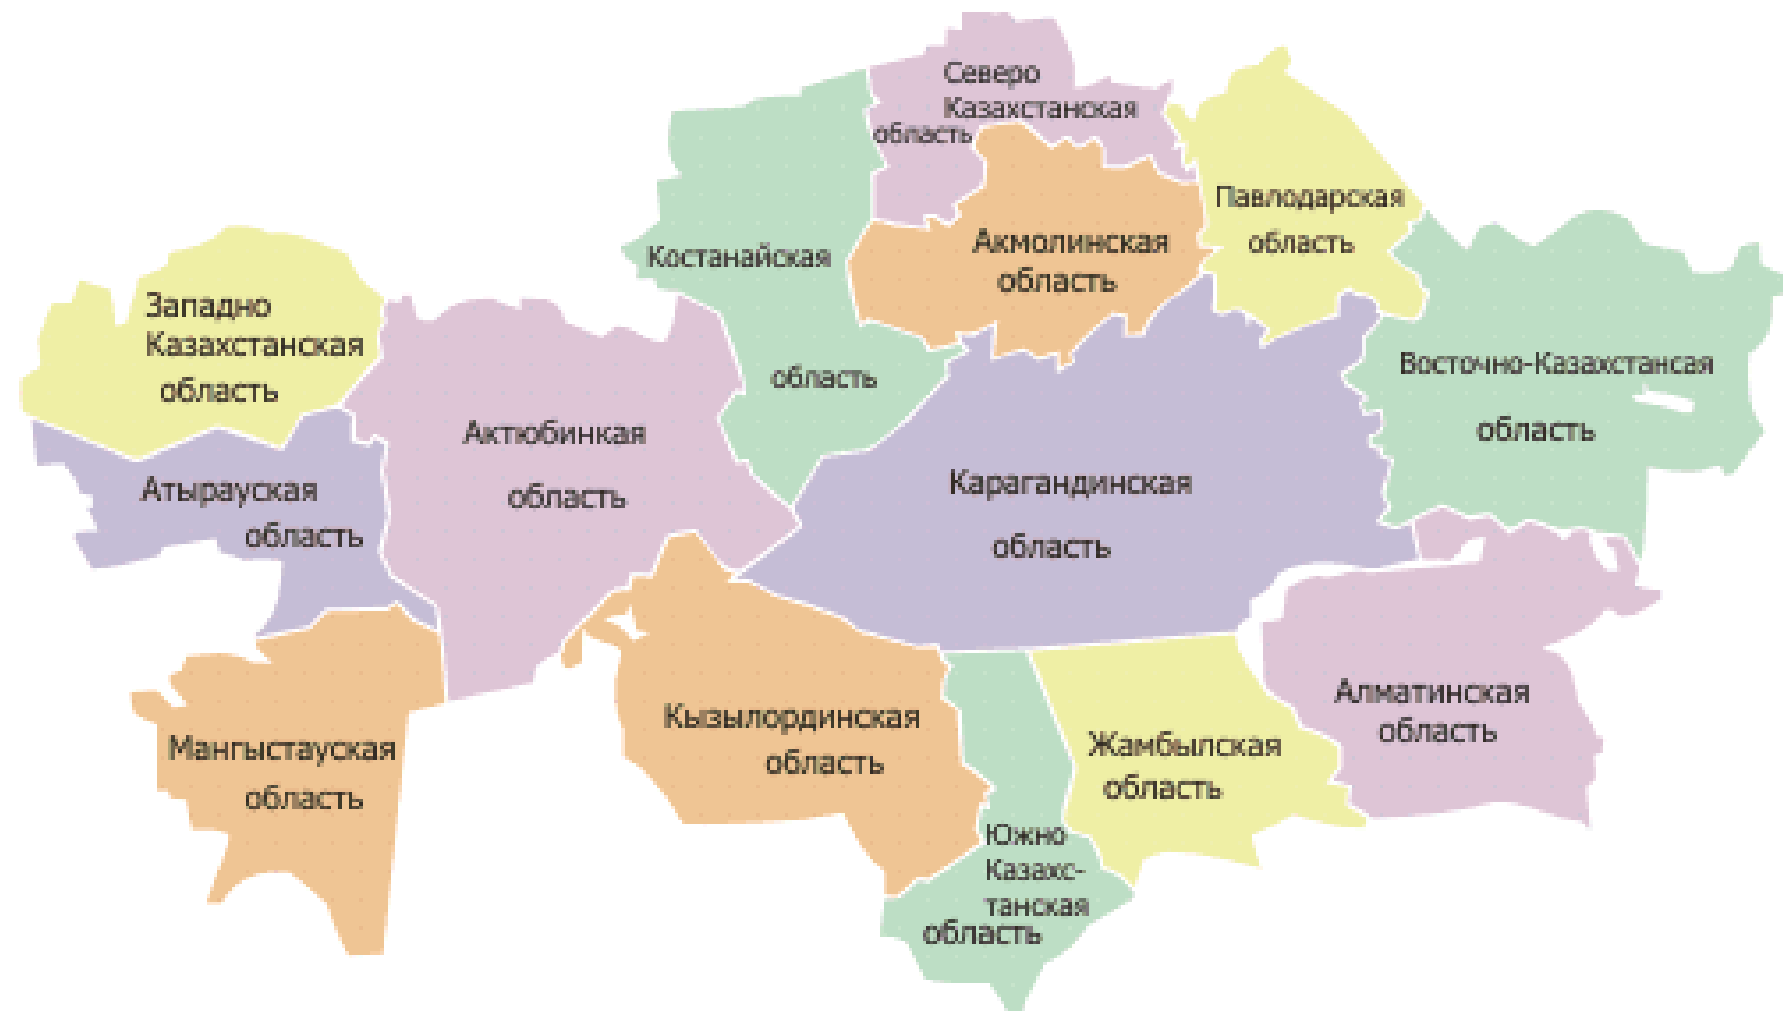 Северо
Казахстанская
область
Павлодарская
область
Акмолинская
область
Костанайская
область
Западно
Казахстанская
область
Восточно-Казахстансая
область
Актюбинкая
область
Атырауская
область
Карагандинская
область
Алматинская
область
Кызылординская
область
Жамбылская
область
Мангыстауская
область
Южно
Казахс-
танская
область